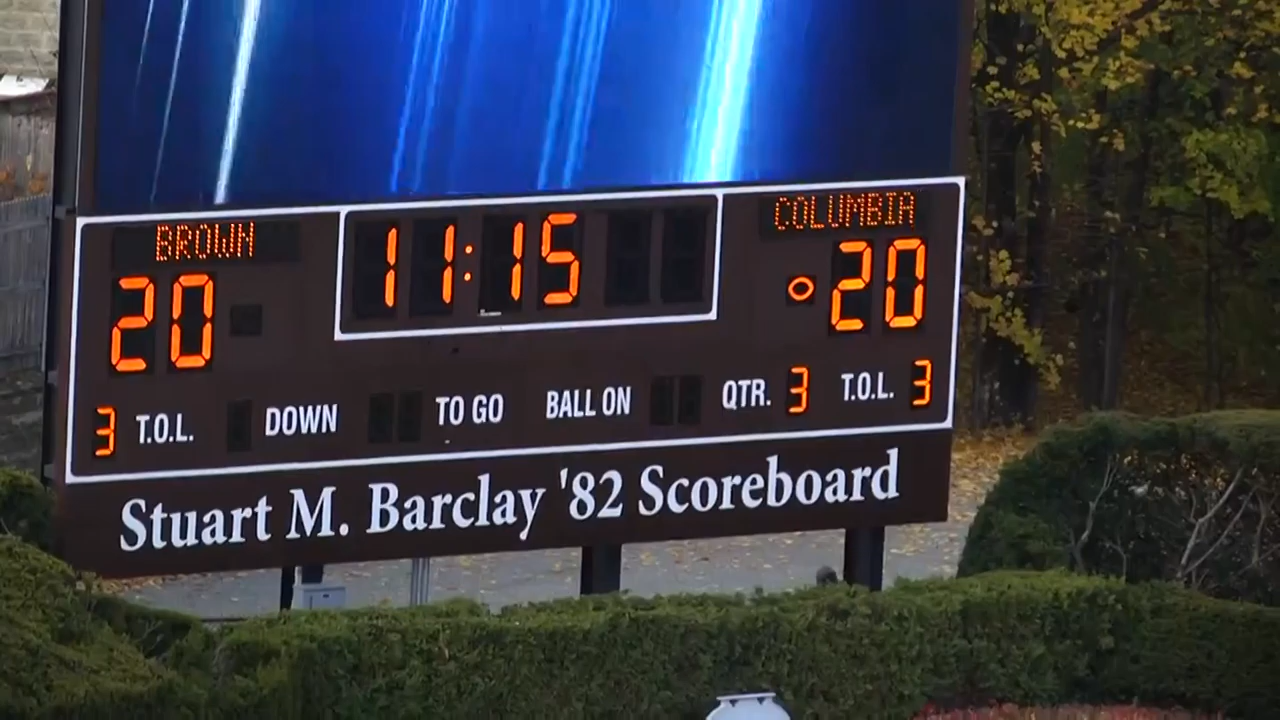 BROWN 11:15 COLUMBIA
20 20
3 T.O.L. DOWN TO GO BALL ON QTR. 3 T.O.L. 3
Stuart M. Barclay '82 Scoreboard